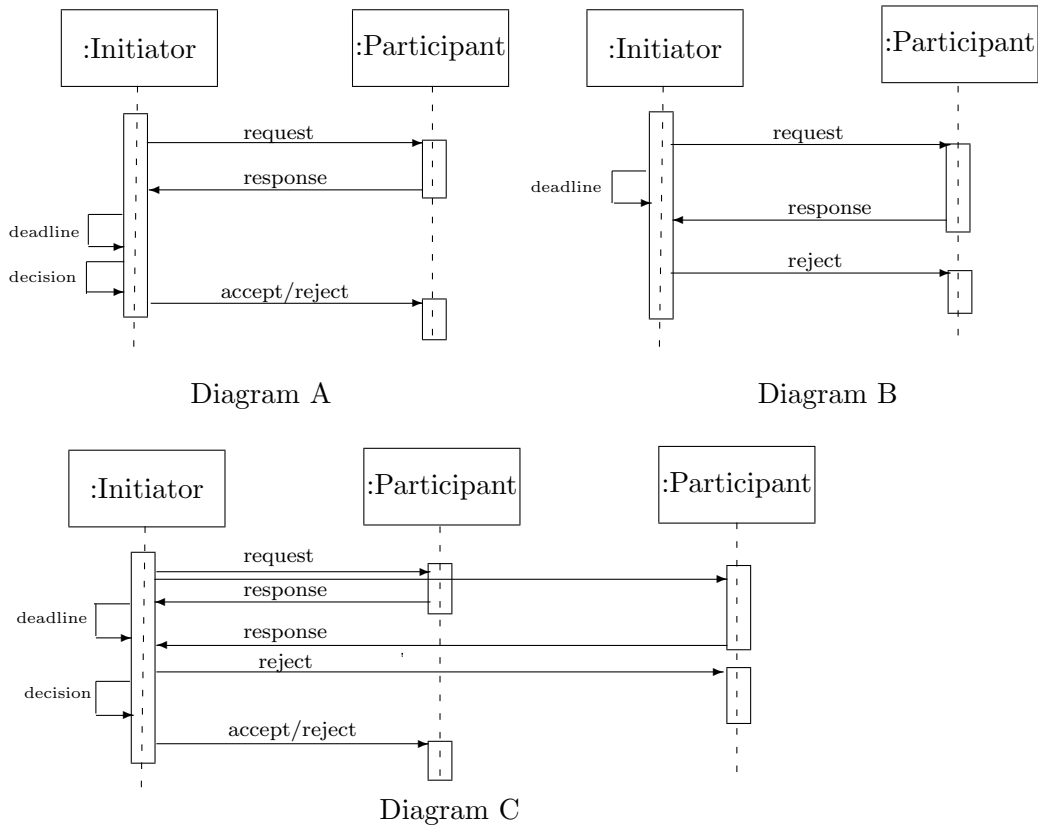 :Initiator
:Participant
request
response
deadline
decision
accept/reject
Diagram A
:Initiator
:Participant
request
deadline
response
reject
Diagram B
:Initiator
:Participant
:Participant
request
response
deadline
response
reject
decision
accept/reject
Diagram C